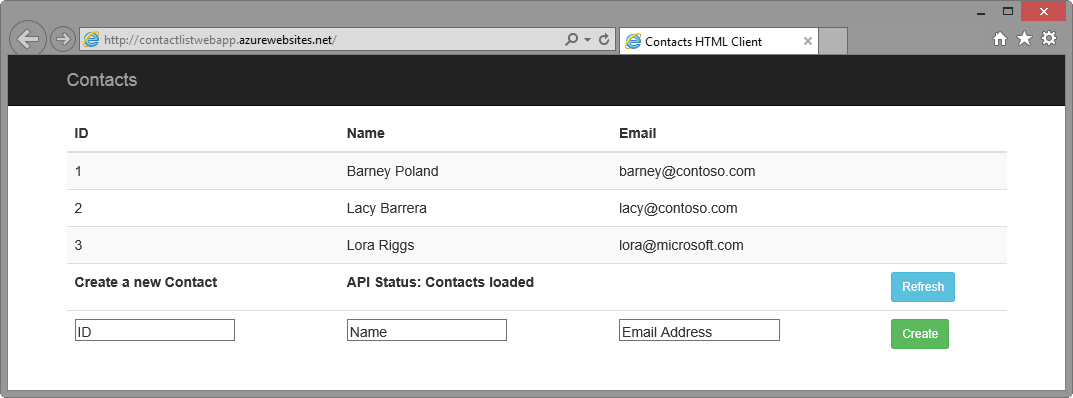 http://contactlistwebapp.azurewebsites.net/ Contacts HTML Client
Contacts
ID Name Email
1 Barney Poland barney@contoso.com
2 Lacy Barrera lacy@contoso.com
3 Lora Riggs lora@microsoft.com
Create a new Contact API Status: Contacts loaded Refresh
ID Name Email Address Create